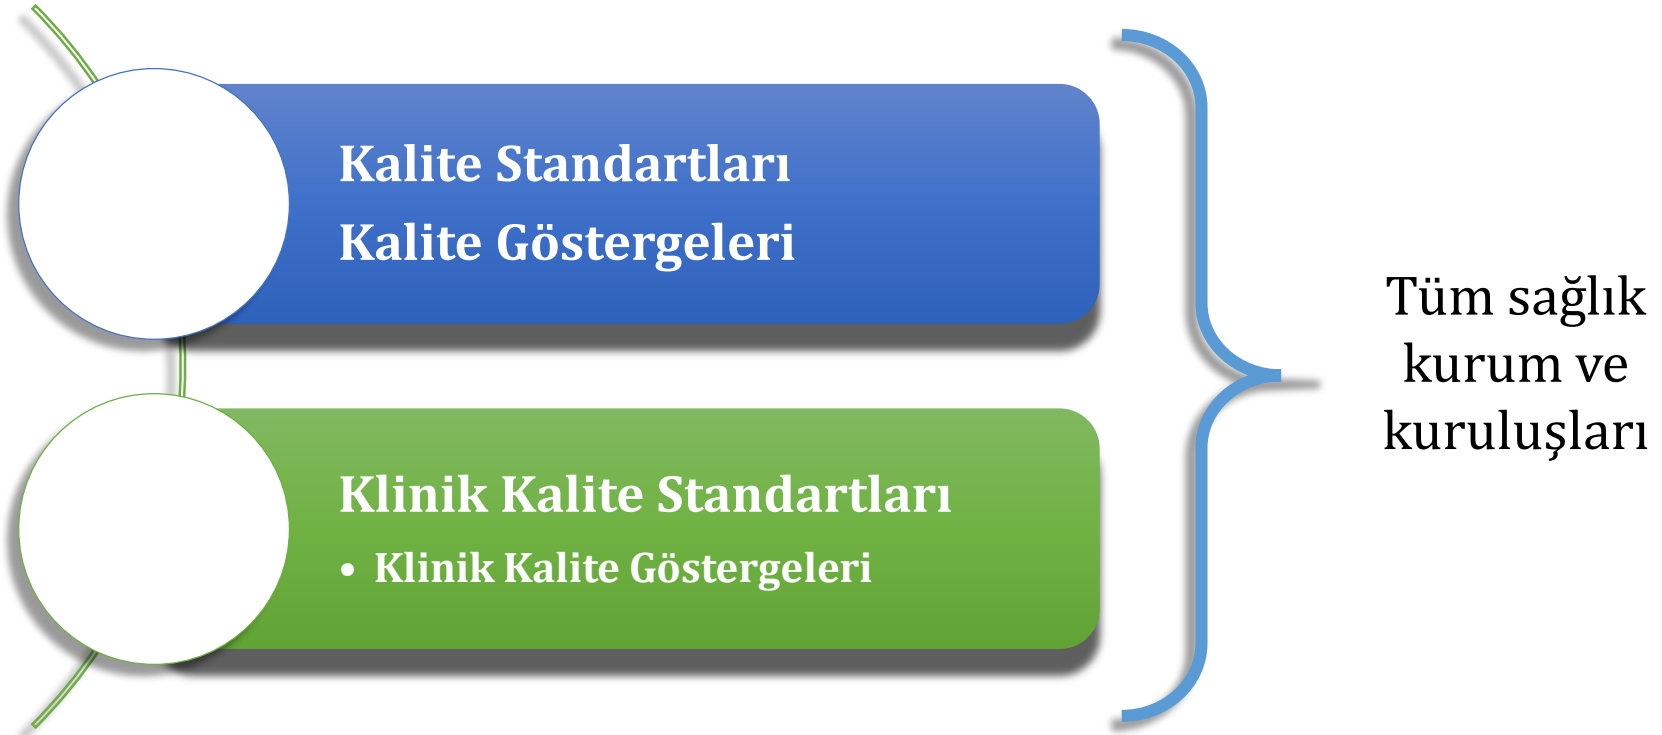 Kalite Standartları
Kalite Göstergeleri
Klinik Kalite Standartları
• Klinik Kalite Göstergeleri
Tüm sağlık
kurum ve
kuruluşları